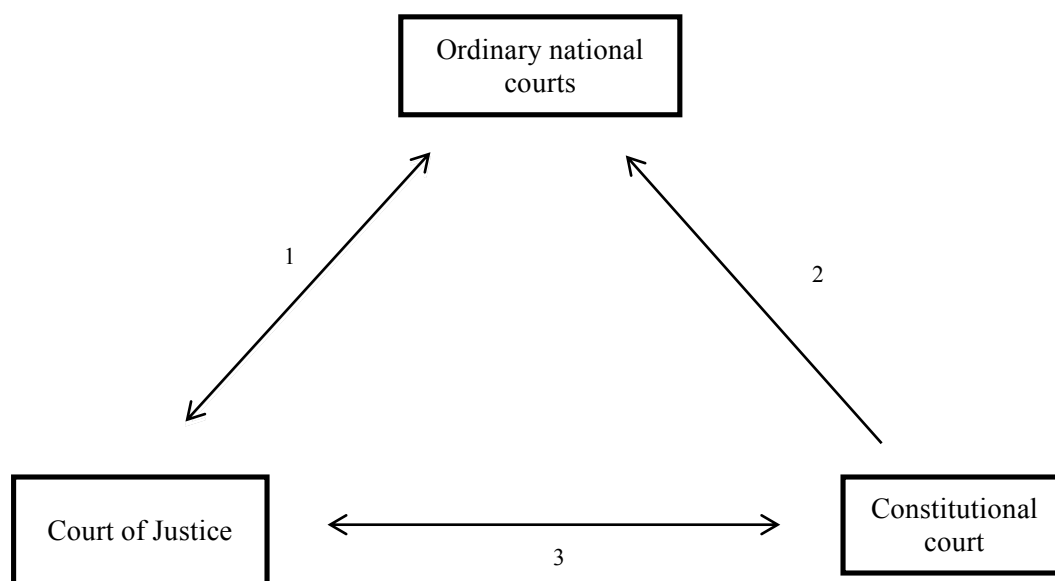 Ordinary national
courts
1
2
Court of Justice
Constitutional
court
3